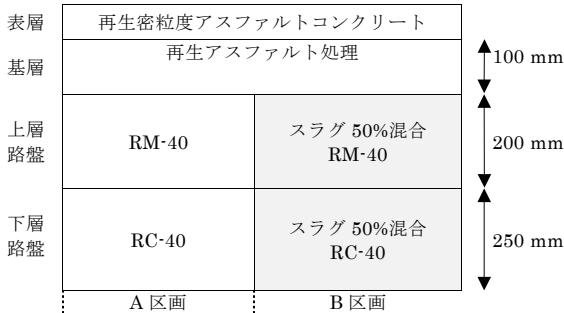 表層
再生密粒度アスファルトコンクリート
基層
再生アスファルト処理
100 mm
上層
路盤
RM-40
スラグ 50%混合
RM-40
200 mm
下層
路盤
RC-40
スラグ 50%混合
RC-40
250 mm
A 区画
B 区画